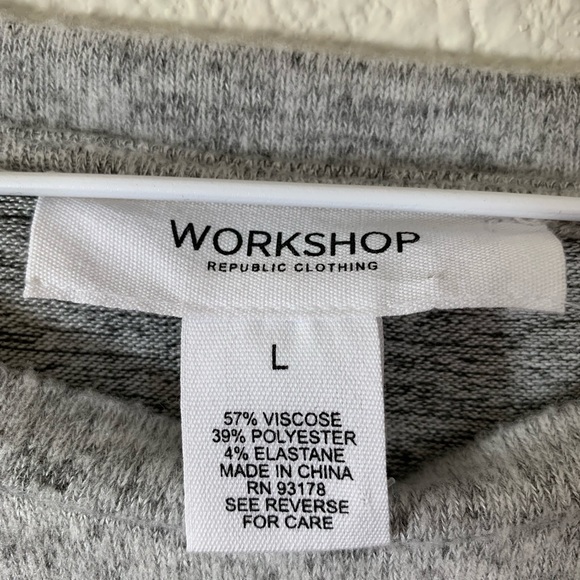 WORKSHOP
REPUBLIC CLOTHING
L
57% VISCOSE
39% POLYESTER
4% ELASTANE
MADE IN CHINA
RN 93178
SEE REVERSE
FOR CARE